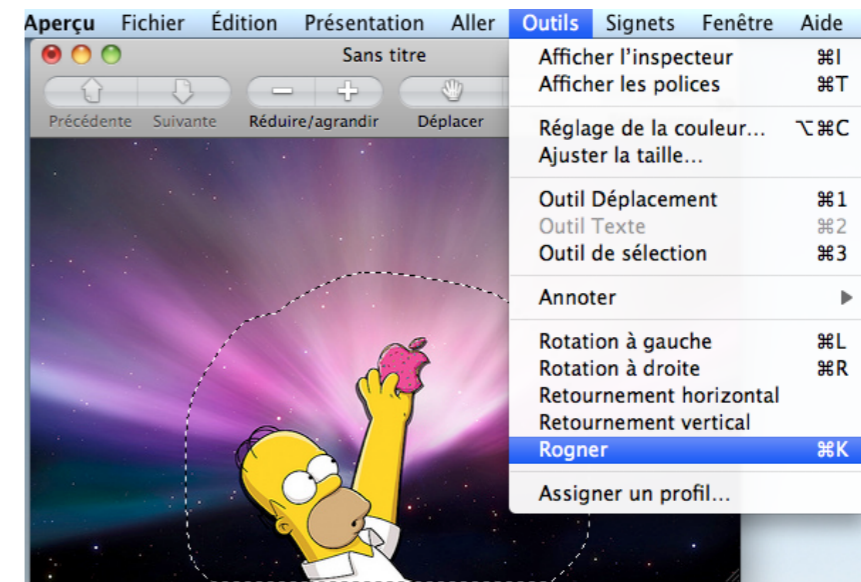 Aperçu Fichier Édition Présentation Aller Outils Signets Fenêtre Aide
Sans titre
Précédente Suivante Réduire/agrandir Déplacer
Afficher l'inspecteur ⌘I
Afficher les polices ⌘T
Réglage de la couleur... ⌥⌘C
Ajuster la taille...
Outil Déplacement ⌘1
Outil Texte ⌘2
Outil de sélection ⌘3
Annoter
Rotation à gauche ⌘L
Rotation à droite ⌘R
Retournement horizontal
Retournement vertical
Rogner ⌘K
Assigner un profil...